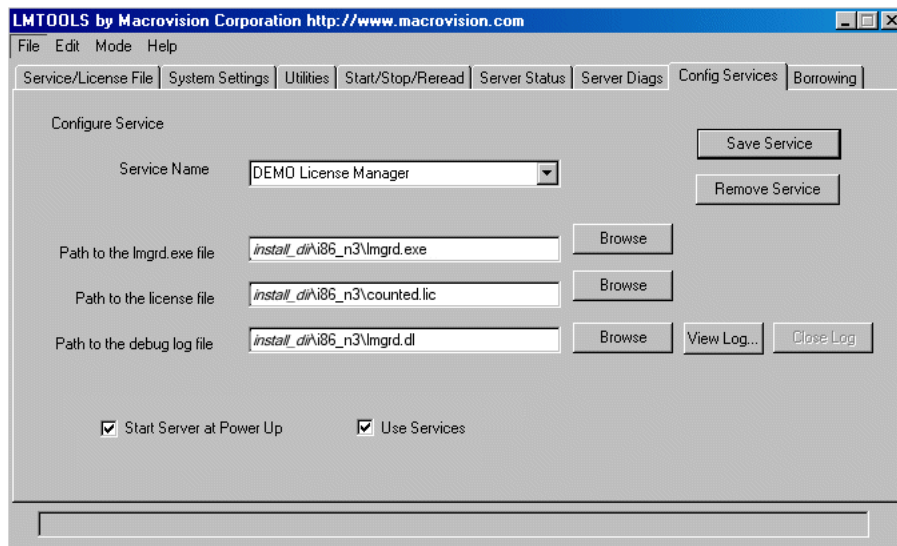 LMTOOLS by Macrovision Corporation http://www.macrovision.com
File Edit Mode Help
Service/License File System Settings Utilities Start/Stop/Reread Server Status Server Diags Config Services Borrowing
Configure Service
Save Service
Service Name DEMO License Manager
Remove Service
Path to the lmgrd.exe file install_dir\i86_n3\lmgrd.exe Browse
Path to the license file install_dir\i86_n3\counted.lic Browse
Path to the debug log file install_dir\i86_n3\lmgrd.dl Browse View Log... Close Log
Start Server at Power Up Use Services